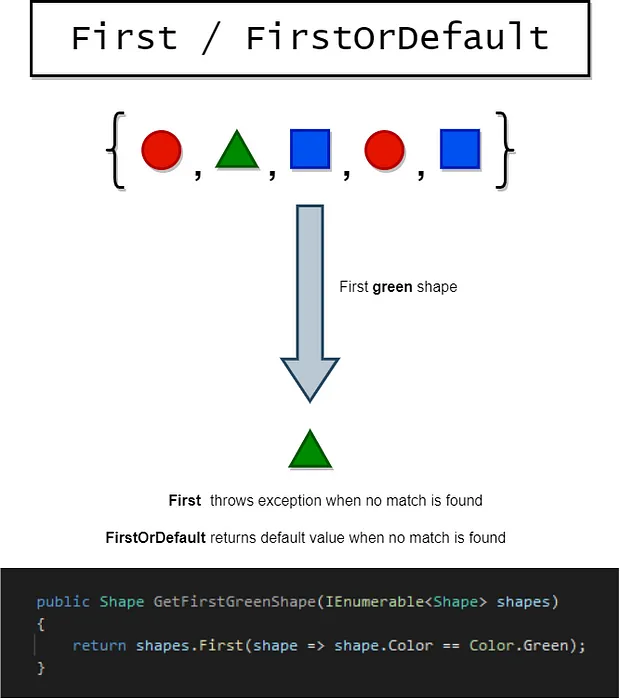 First / FirstOrDefault
{ , , , , }
First green shape
First throws exception when no match is found
FirstOrDefault returns default value when no match is found
public Shape GetFirstGreenShape(IEnumerable<Shape> shapes)
{
return shapes.First(shape => shape.Color == Color.Green);
}